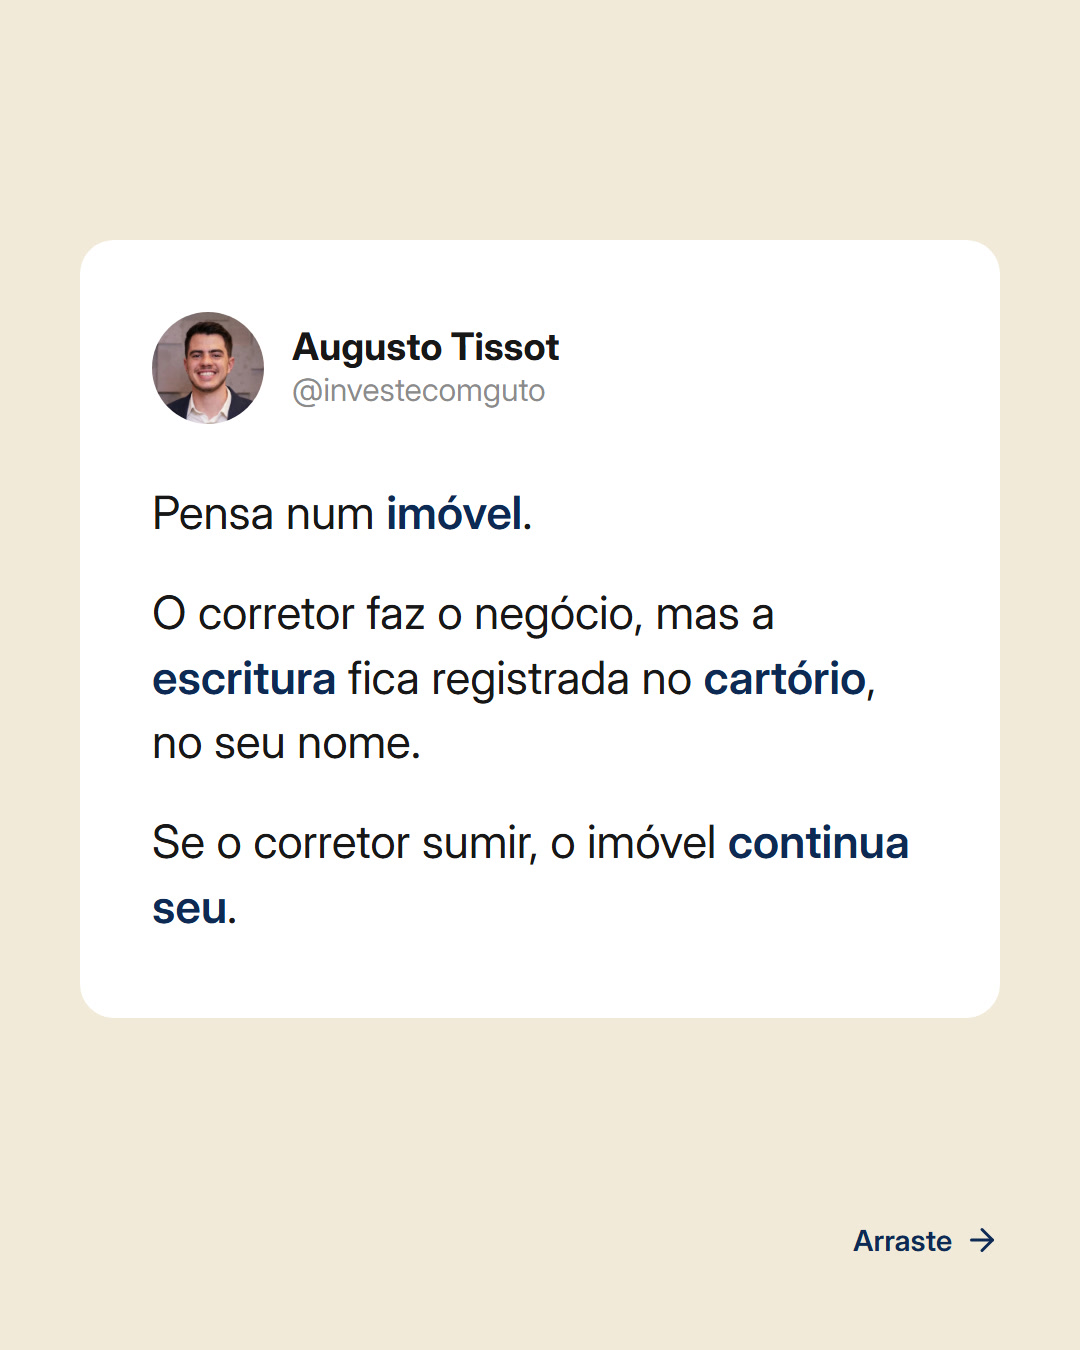 Augusto Tissot
@investecomguto
Pensa num imóvel.
O corretor faz o negócio, mas a
escritura fica registrada no cartório,
no seu nome.
Se o corretor sumir, o imóvel continua
seu.
Arraste →